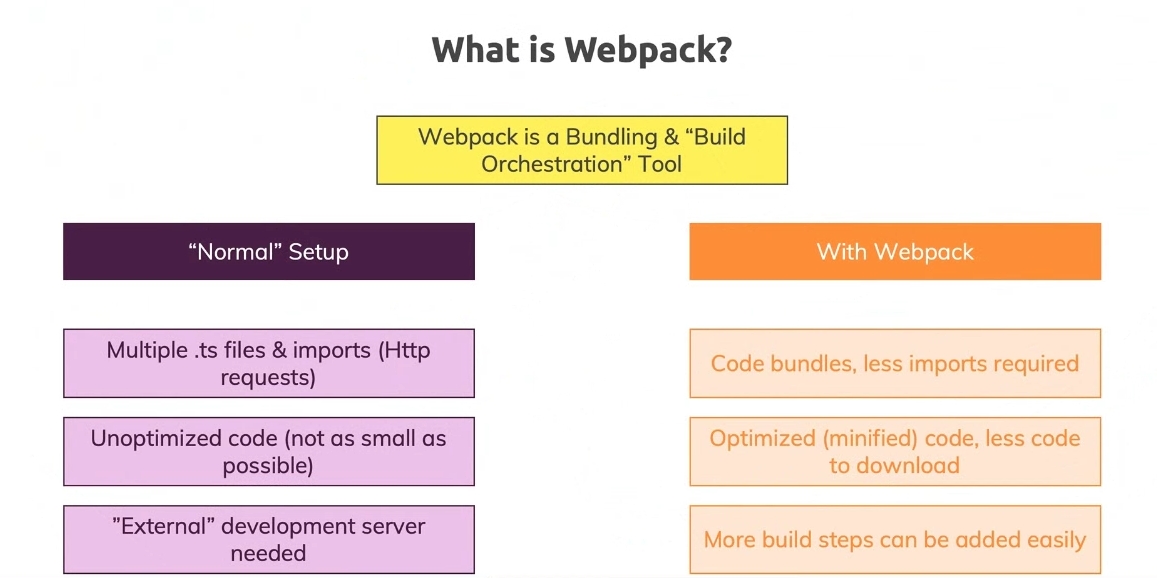 What is Webpack?
Webpack is a Bundling & “Build
Orchestration” Tool
“Normal” Setup
With Webpack
Multiple .ts files & imports (Http
requests)
Code bundles, less imports required
Unoptimized code (not as small as
possible)
Optimized (minified) code, less code
to download
”External” development server
needed
More build steps can be added easily